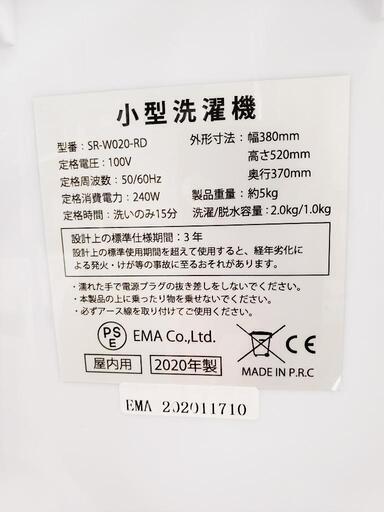 小型洗濯機
型番：SR-W020-RD
定格電圧：100V
定格周波数：50/60Hz
定格消費電力：240W
定格時間：洗いのみ15分
外形寸法：幅380mm
高さ520mm
奥行370mm
製品重量：約5kg
洗濯/脱水容量：2.0kg/1.0kg
設計上の標準仕様期間：3年
設計上の標準使用期間を超えて使用すると、経年劣化に
よる発火・けが等の事故に至るおそれがあります。
・濡れた手で電源プラグの抜き差しをしないでください。
・本製品の上に乗ったり物を乗せないでください。
・必ずアース線を取り付けてご使用ください。
PS
E
EMA Co.,Ltd.
CE
屋内用
2020年製
MADE IN P.R.C
EMA 202011710